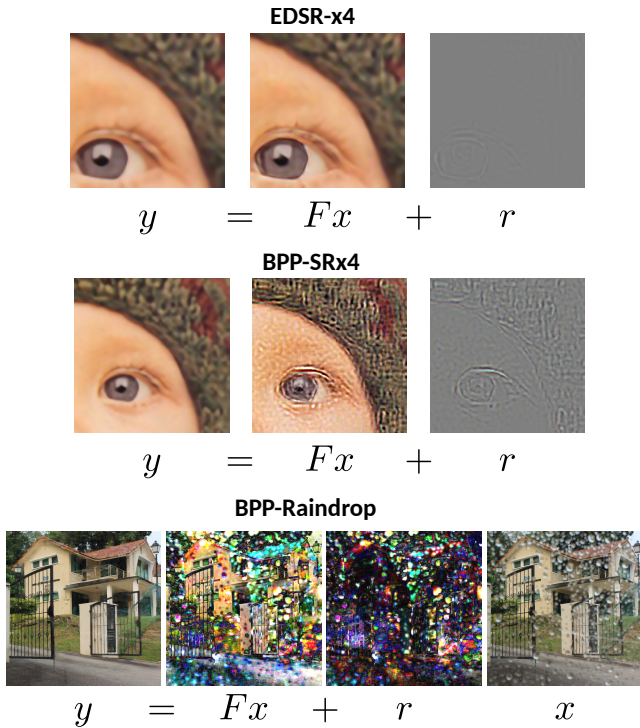 EDSR-x4
y = Fx + r
BPP-SRx4
y = Fx + r
BPP-Raindrop
y = Fx + r x